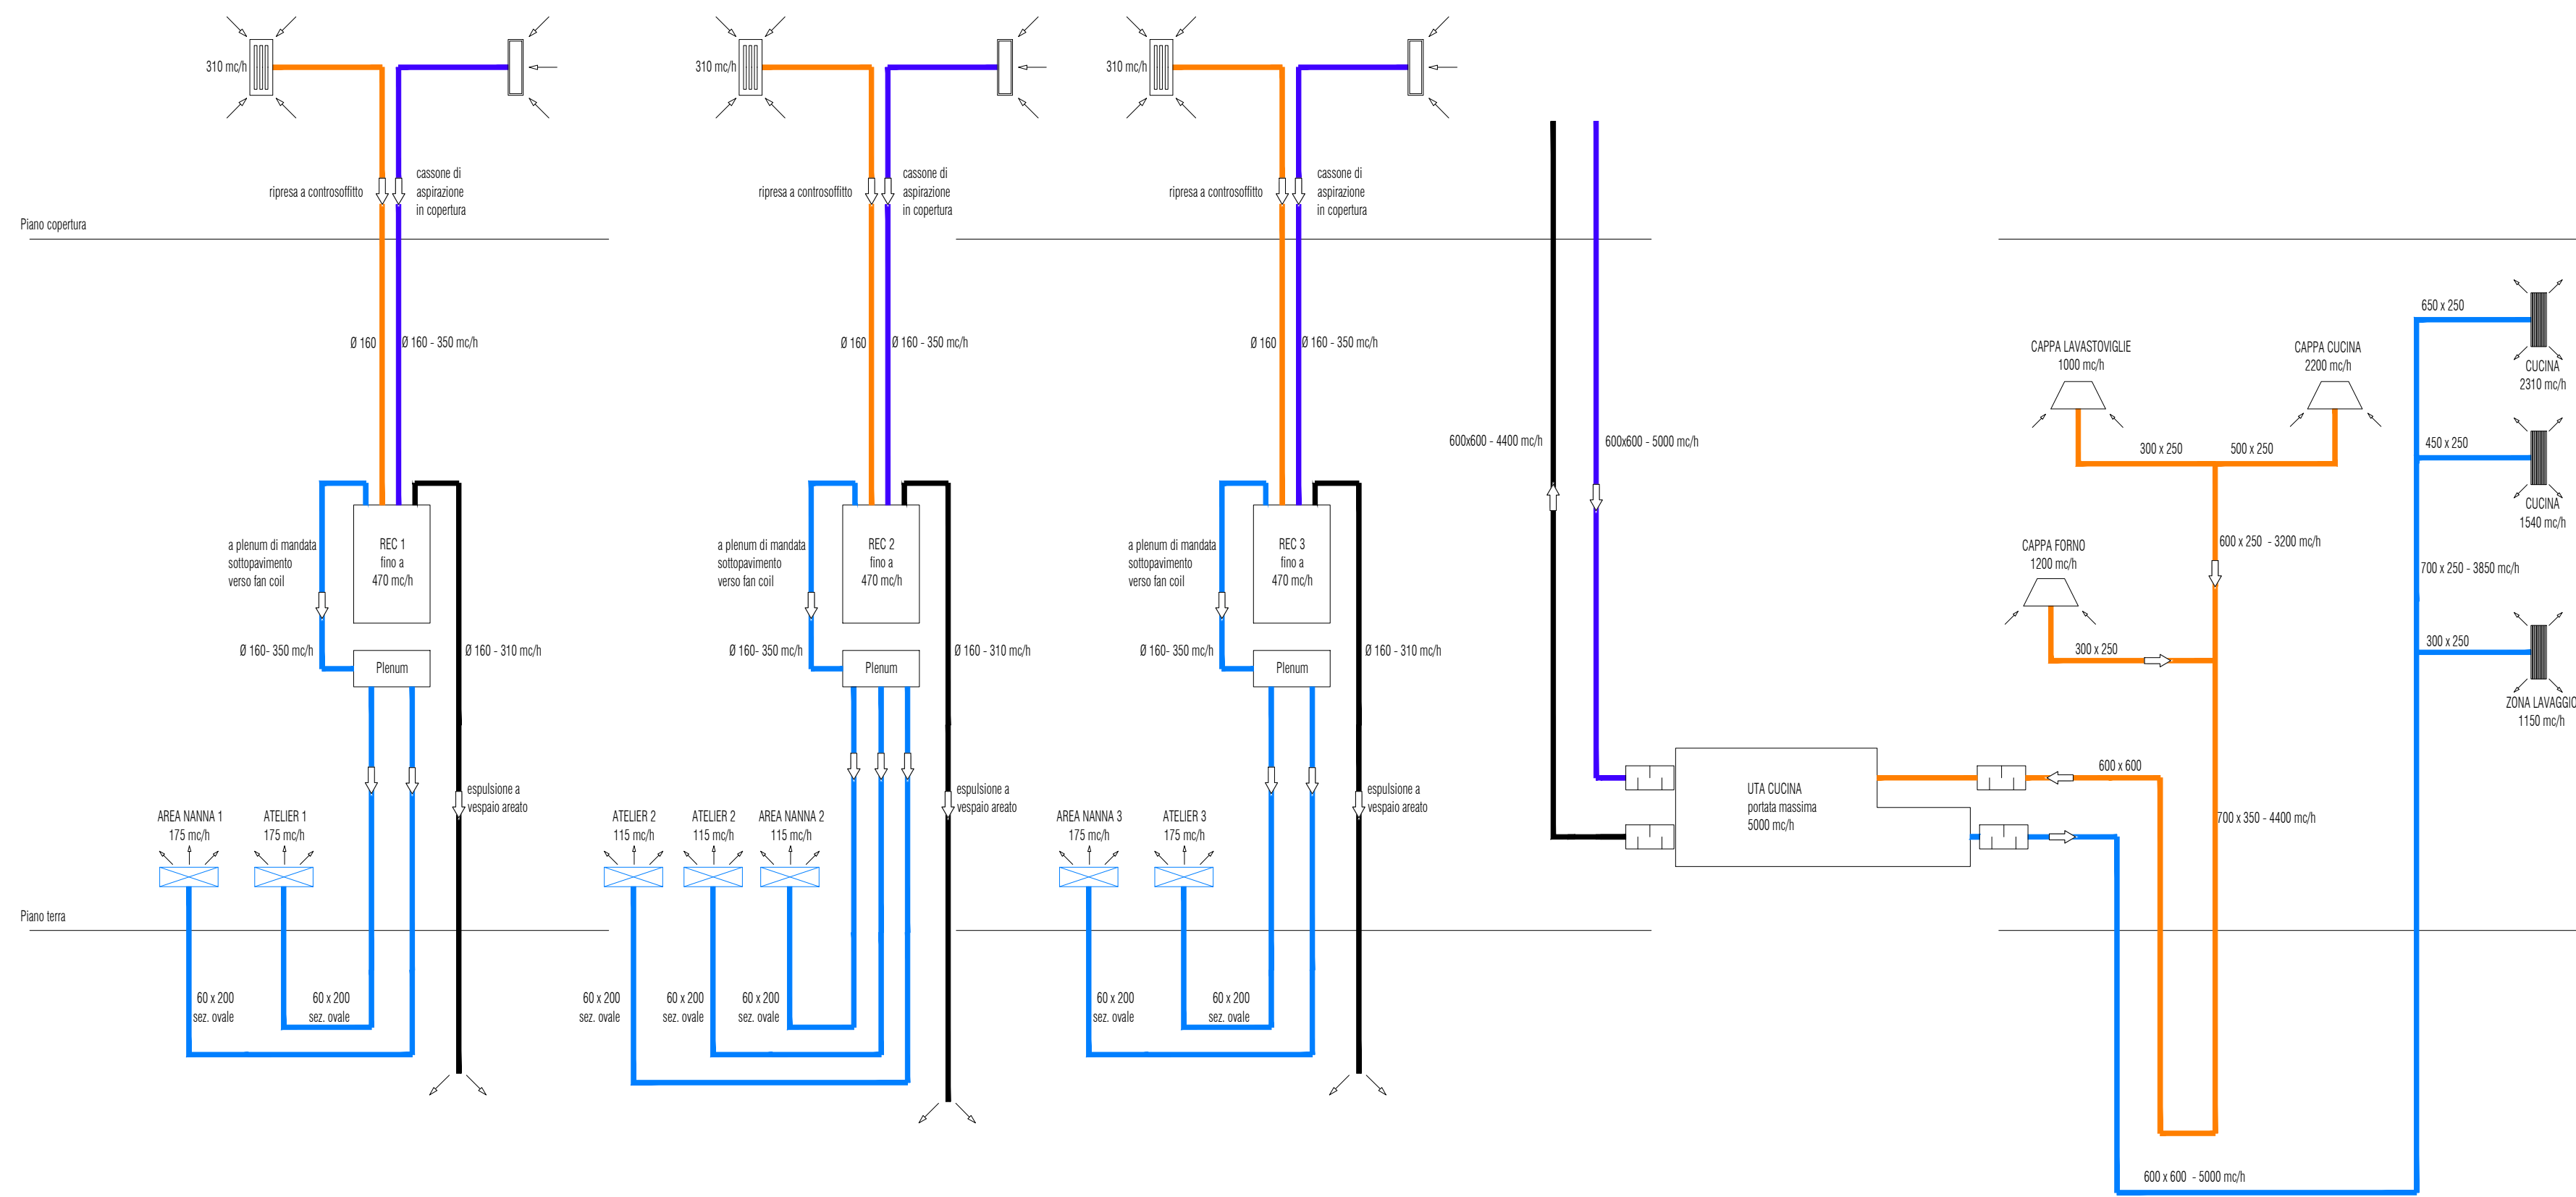 310 mc/h
310 mc/h
310 mc/h
ripresa a controsoffitto
cassone di
aspirazione
in copertura
ripresa a controsoffitto
cassone di
aspirazione
in copertura
ripresa a controsoffitto
cassone di
aspirazione
in copertura
Piano copertura
Ø 160
Ø 160 - 350 mc/h
Ø 160
Ø 160 - 350 mc/h
Ø 160
Ø 160 - 350 mc/h
600x600 - 4400 mc/h
600x600 - 5000 mc/h
a plenum di mandata
sottopavimento
verso fan coil
REC 1
fino a
470 mc/h
a plenum di mandata
sottopavimento
verso fan coil
REC 2
fino a
470 mc/h
a plenum di mandata
sottopavimento
verso fan coil
REC 3
fino a
470 mc/h
Ø 160- 350 mc/h
Plenum
Ø 160 - 310 mc/h
Ø 160- 350 mc/h
Plenum
Ø 160 - 310 mc/h
Ø 160- 350 mc/h
Plenum
Ø 160 - 310 mc/h
espulsione a
vespaio areato
espulsione a
vespaio areato
espulsione a
vespaio areato
AREA NANNA 1
175 mc/h
ATELIER 1
175 mc/h
ATELIER 2
115 mc/h
ATELIER 2
115 mc/h
AREA NANNA 2
115 mc/h
AREA NANNA 3
175 mc/h
ATELIER 3
175 mc/h
Piano terra
60 x 200
sez. ovale
60 x 200
sez. ovale
60 x 200
sez. ovale
60 x 200
sez. ovale
60 x 200
sez. ovale
60 x 200
sez. ovale
60 x 200
sez. ovale
CAPPA LAVASTOVIGLIE
1000 mc/h
CAPPA CUCINA
2200 mc/h
300 x 250
500 x 250
600 x 250  - 3200 mc/h
CAPPA FORNO
1200 mc/h
300 x 250
UTA CUCINA
portata massima
5000 mc/h
600 x 600
700 x 350 - 4400 mc/h
650 x 250
CUCINA
2310 mc/h
450 x 250
CUCINA
1540 mc/h
700 x 250 - 3850 mc/h
300 x 250
ZONA LAVAGGIO
1150 mc/h
600 x 600  - 5000 mc/h